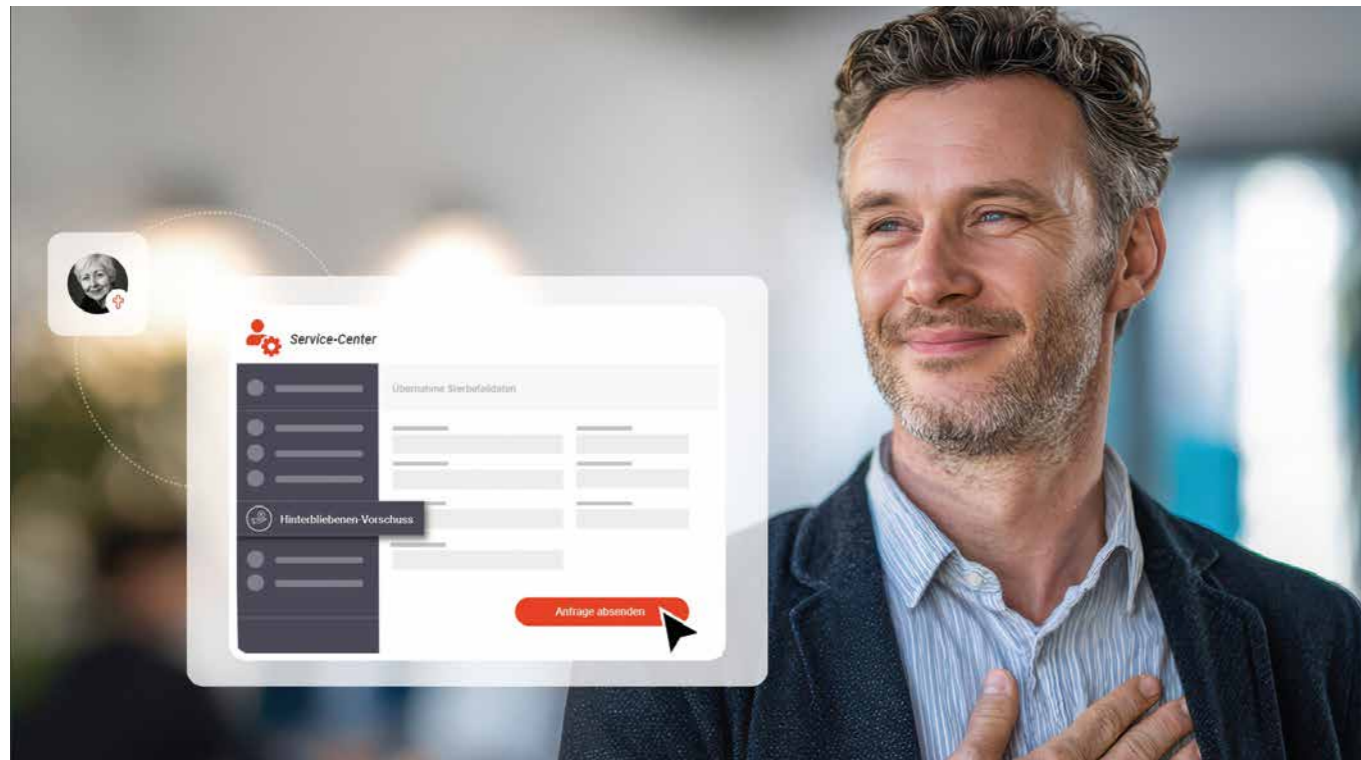 Service-Center
Übernahme Sterbefalldaten
Hinterbliebenen-Vorschuss
Anfrage absenden